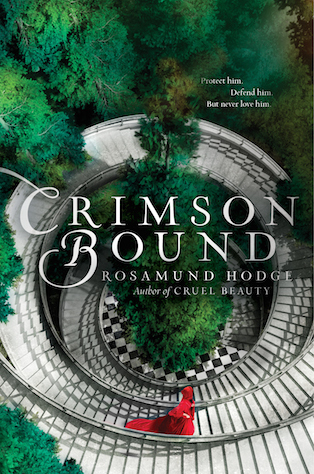 Protect him.
Defend him.
But never love him.
CRIMSON
BOUND
ROSAMUND HODGE
Author of CRUEL BEAUTY